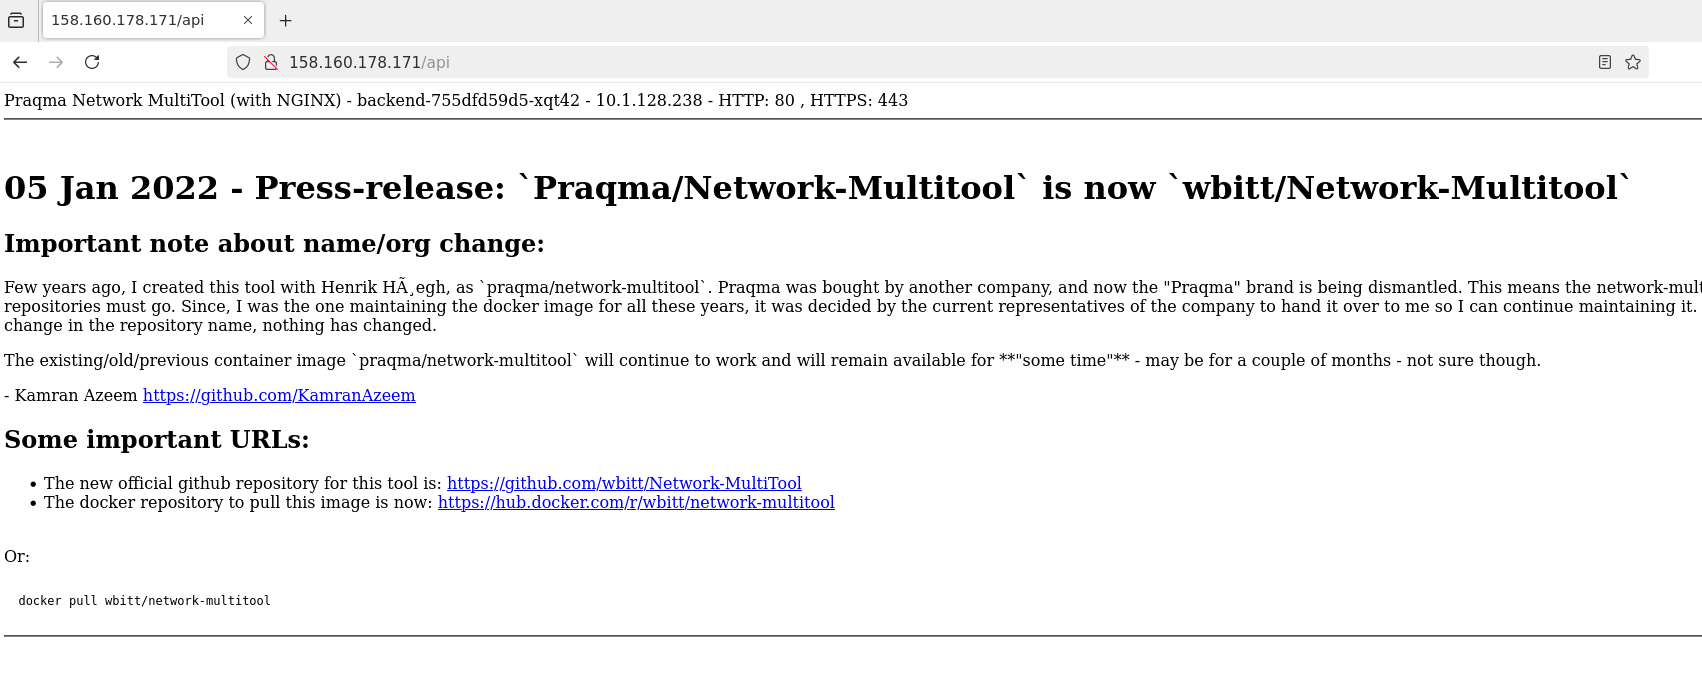 158.160.178.171/api
158.160.178.171/api
Praqma Network MultiTool (with NGINX) - backend-755dfd59d5-xqt42 - 10.1.128.238 - HTTP: 80 , HTTPS: 443
05 Jan 2022 - Press-release: `Praqma/Network-Multitool` is now `wbitt/Network-Multitool`
Important note about name/org change:
Few years ago, I created this tool with Henrik HÃ¸egh, as `praqma/network-multitool`. Praqma was bought by another company, and now the "Praqma" brand is being dismantled. This means the network-mult
repositories must go. Since, I was the one maintaining the docker image for all these years, it was decided by the current representatives of the company to hand it over to me so I can continue maintaining it.
change in the repository name, nothing has changed.
The existing/old/previous container image `praqma/network-multitool` will continue to work and will remain available for **"some time"** - may be for a couple of months - not sure though.
- Kamran Azeem https://github.com/KamranAzeem
Some important URLs:
• The new official github repository for this tool is: https://github.com/wbitt/Network-MultiTool
• The docker repository to pull this image is now: https://hub.docker.com/r/wbitt/network-multitool
Or:
docker pull wbitt/network-multitool